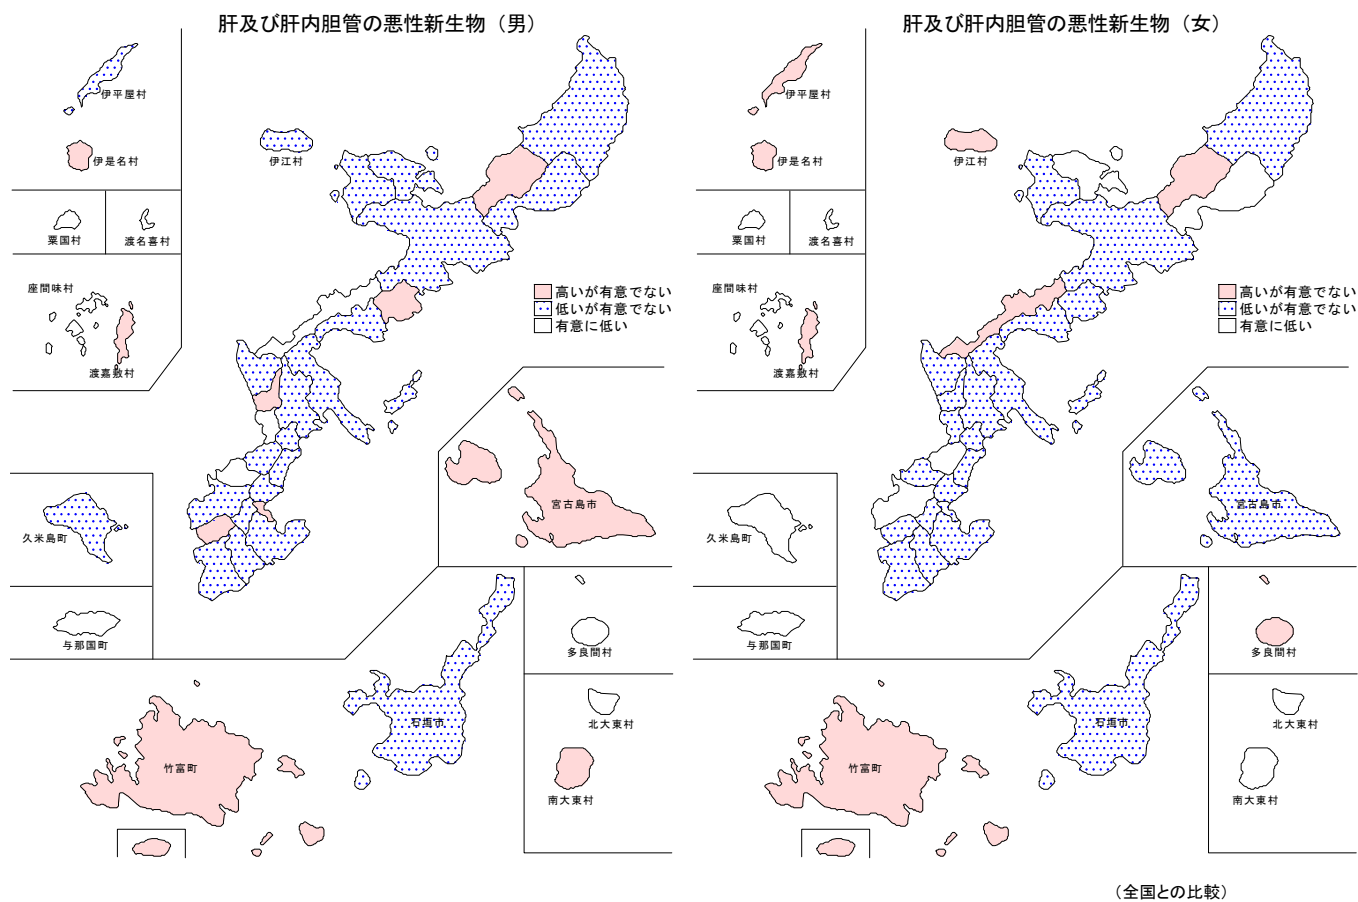 肝及び肝内胆管の悪性新生物（男）
伊平屋村
伊是名村
伊江村
粟国村
渡名喜村
座間味村
渡嘉敷村
高いが有意でない
低いが有意でない
有意に低い
久米島町
宮古島市
与那国町
多良間村
石垣市
北大東村
竹富町
南大東村
肝及び肝内胆管の悪性新生物（女）
伊平屋村
伊是名村
伊江村
粟国村
渡名喜村
座間味村
渡嘉敷村
高いが有意でない
低いが有意でない
有意に低い
久米島町
宮古島市
与那国町
多良間村
石垣市
北大東村
竹富町
南大東村
（全国との比較）